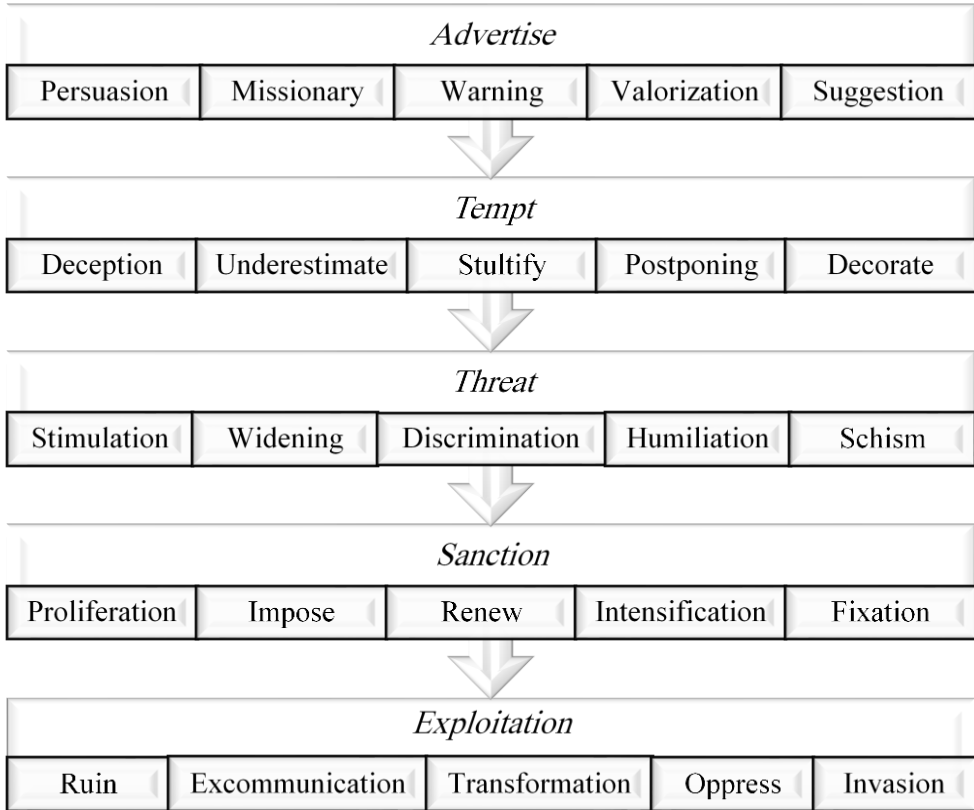 Advertise
Persuasion Missionary Warning Valorization Suggestion
Tempt
Deception Underestimate Stultify Postponing Decorate
Threat
Stimulation Widening Discrimination Humiliation Schism
Sanction
Proliferation Impose Renew Intensification Fixation
Exploitation
Ruin Excommunication Transformation Oppress Invasion